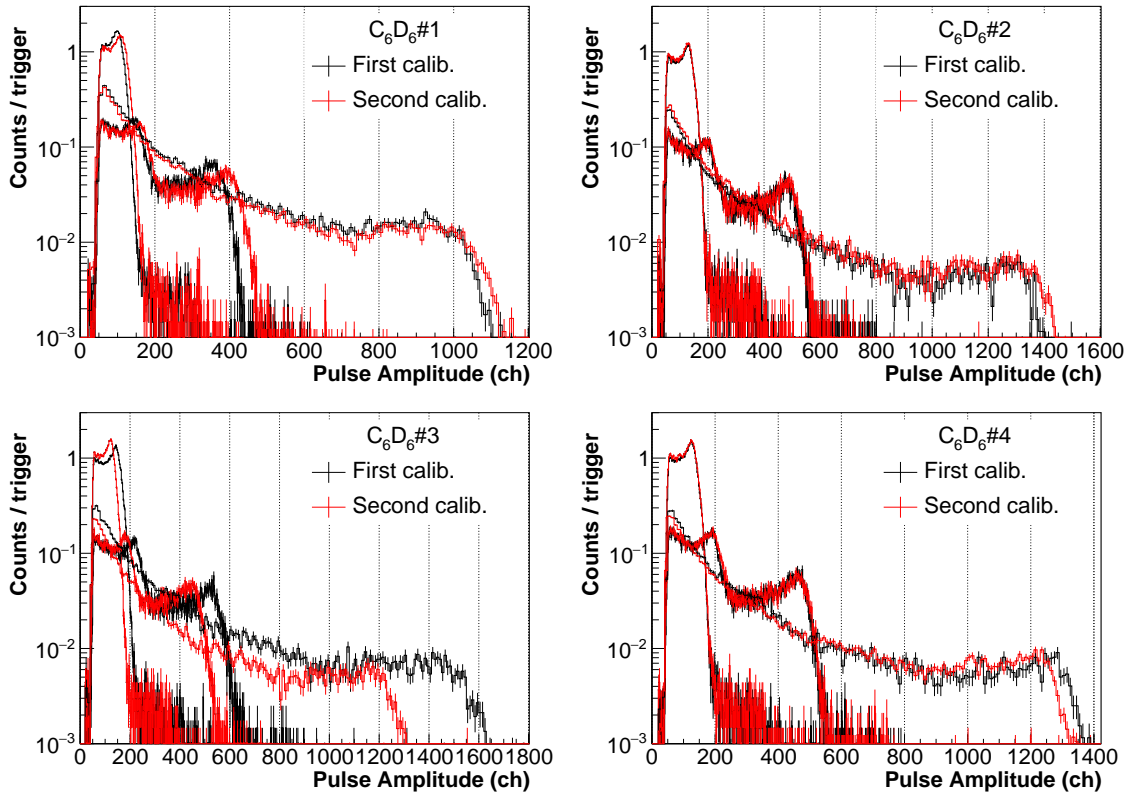 C₆D₆#1
First calib.
Second calib.
Counts / trigger
1
10⁻¹
10⁻²
10⁻³
0 200 400 600 800 1000 1200
Pulse Amplitude (ch)
C₆D₆#2
First calib.
Second calib.
Counts / trigger
1
10⁻¹
10⁻²
10⁻³
0 200 400 600 800 1000 1200 1400 1600
Pulse Amplitude (ch)
C₆D₆#3
First calib.
Second calib.
Counts / trigger
1
10⁻¹
10⁻²
10⁻³
0 200 400 600 800 1000 1200 1400 1600 1800
Pulse Amplitude (ch)
C₆D₆#4
First calib.
Second calib.
Counts / trigger
1
10⁻¹
10⁻²
10⁻³
0 200 400 600 800 1000 1200 1400
Pulse Amplitude (ch)